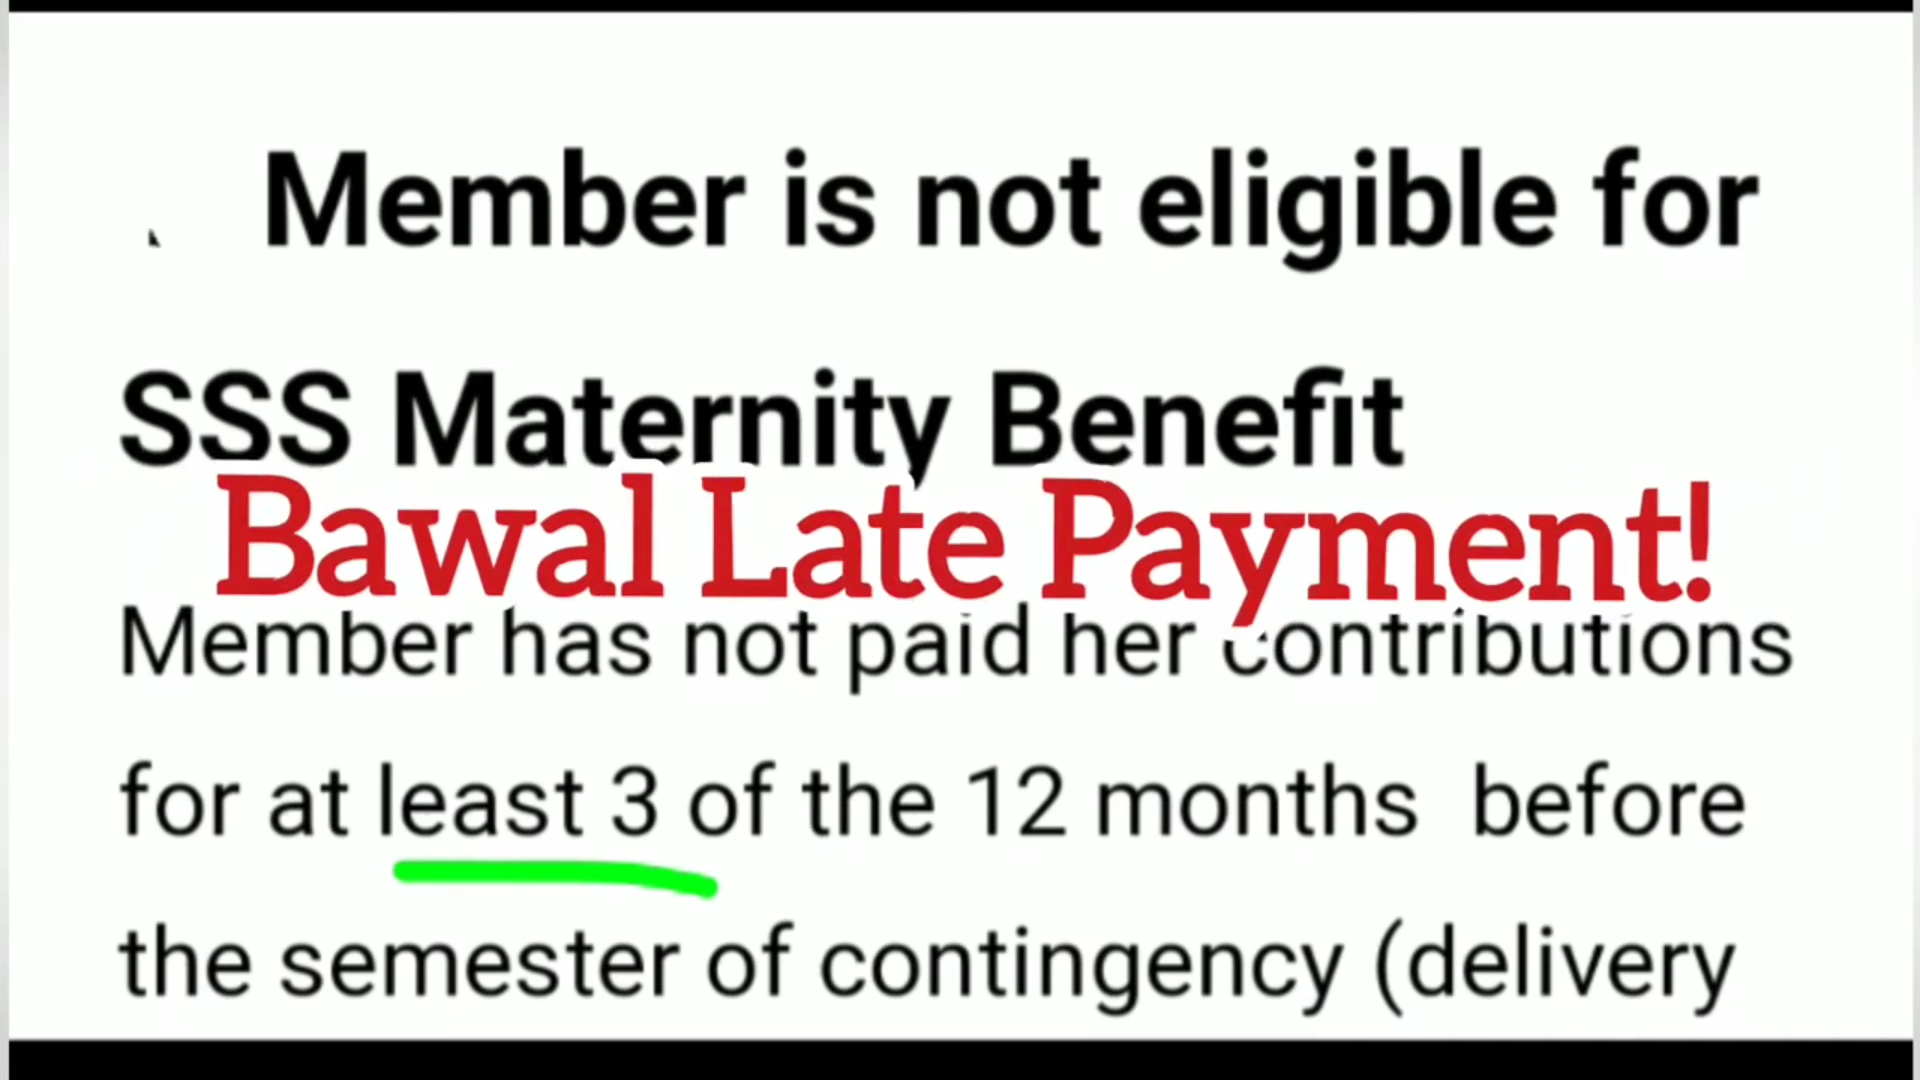 Member is not eligible for
SSS Maternity Benefit
Bawal Late Payment!
Member has not paid her contributions
for at least 3 of the 12 months before
the semester of contingency (delivery